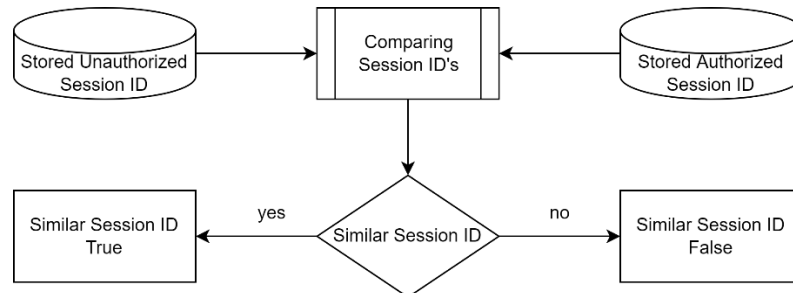 Stored Unauthorized
Session ID
Comparing
Session ID's
Stored Authorized
Session ID
Similar Session ID
True
yes
Similar Session ID
no
Similar Session ID
False